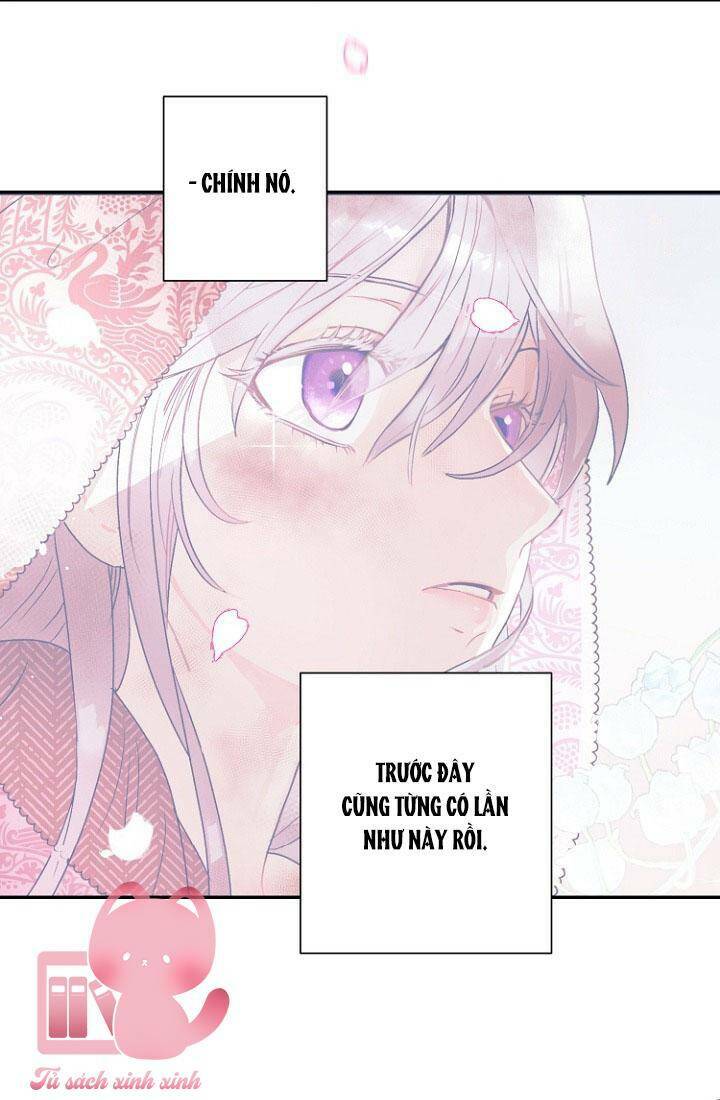 - CHÍNH NÓ.
TRƯỚC ĐÂY
CŨNG TỪNG CÓ LẦN
NHƯ NÀY RỒI.
Tủ sách xinh xinh